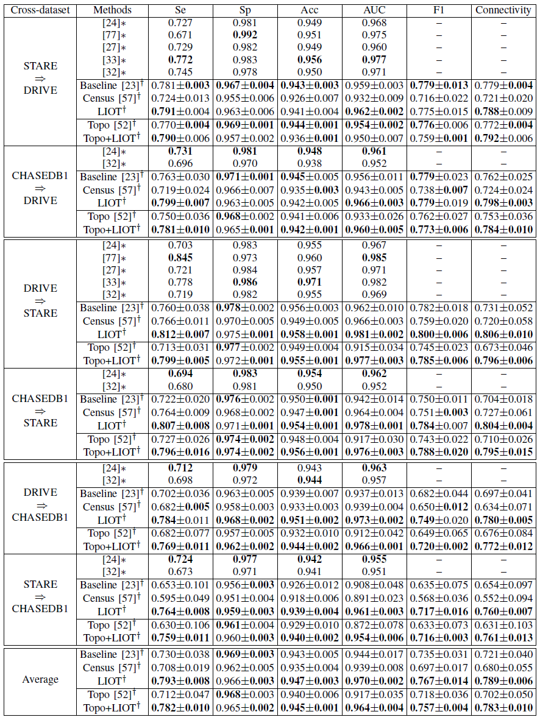 Cross-dataset Methods Se Sp Acc AUC F1 Connectivity
STARE ⇒ DRIVE
[24]∗ 0.727 0.981 0.949 0.968 – –
[77]∗ 0.671 0.992 0.951 0.975 – –
[27]∗ 0.729 0.982 0.949 0.960 – –
[33]∗ 0.772 0.983 0.956 0.977 – –
[32]∗ 0.745 0.978 0.950 0.971 – –
Baseline [23]† 0.781±0.003 0.967±0.004 0.943±0.003 0.959±0.003 0.779±0.013 0.779±0.004
Census [57]† 0.724±0.013 0.955±0.006 0.926±0.007 0.932±0.009 0.716±0.022 0.721±0.020
LIOT† 0.791±0.004 0.963±0.006 0.941±0.004 0.962±0.002 0.775±0.015 0.788±0.009
Topo [52]† 0.770±0.004 0.969±0.001 0.944±0.001 0.954±0.002 0.776±0.006 0.772±0.004
Topo+LIOT† 0.790±0.006 0.957±0.002 0.936±0.001 0.950±0.007 0.759±0.001 0.792±0.006
CHASEDB1 ⇒ DRIVE
[24]∗ 0.731 0.981 0.948 0.961 – –
[32]∗ 0.696 0.970 0.938 0.952 – –
Baseline [23]† 0.763±0.030 0.971±0.001 0.945±0.005 0.956±0.011 0.779±0.023 0.762±0.025
Census [57]† 0.719±0.024 0.966±0.007 0.935±0.003 0.943±0.005 0.738±0.007 0.724±0.024
LIOT† 0.799±0.007 0.963±0.005 0.942±0.005 0.966±0.003 0.779±0.019 0.798±0.003
Topo [52]† 0.750±0.036 0.968±0.002 0.941±0.006 0.933±0.026 0.762±0.027 0.753±0.036
Topo+LIOT† 0.781±0.010 0.965±0.001 0.942±0.001 0.960±0.005 0.773±0.006 0.784±0.010
DRIVE ⇒ STARE
[24]∗ 0.703 0.983 0.955 0.967 – –
[77]∗ 0.845 0.973 0.960 0.985 – –
[27]∗ 0.721 0.984 0.957 0.971 – –
[33]∗ 0.778 0.986 0.971 0.982 – –
[32]∗ 0.719 0.982 0.955 0.969 – –
Baseline [23]† 0.760±0.038 0.978±0.002 0.956±0.003 0.962±0.010 0.782±0.018 0.731±0.052
Census [57]† 0.766±0.011 0.970±0.005 0.949±0.005 0.966±0.003 0.759±0.020 0.720±0.058
LIOT† 0.812±0.007 0.975±0.001 0.958±0.001 0.981±0.002 0.800±0.006 0.806±0.010
Topo [52]† 0.713±0.031 0.977±0.002 0.949±0.004 0.915±0.034 0.745±0.023 0.673±0.046
Topo+LIOT† 0.799±0.005 0.972±0.001 0.955±0.001 0.977±0.003 0.785±0.006 0.796±0.006
CHASEDB1 ⇒ STARE
[24]∗ 0.694 0.983 0.954 0.962 – –
[32]∗ 0.680 0.981 0.950 0.952 – –
Baseline [23]† 0.722±0.020 0.976±0.002 0.950±0.001 0.942±0.014 0.750±0.011 0.704±0.018
Census [57]† 0.764±0.009 0.968±0.002 0.947±0.001 0.964±0.004 0.751±0.003 0.727±0.061
LIOT† 0.807±0.008 0.971±0.001 0.954±0.001 0.978±0.001 0.784±0.007 0.804±0.004
Topo [52]† 0.727±0.026 0.974±0.002 0.948±0.004 0.917±0.030 0.743±0.022 0.710±0.026
Topo+LIOT† 0.796±0.016 0.974±0.002 0.956±0.001 0.976±0.003 0.788±0.020 0.795±0.015
DRIVE ⇒ CHASEDB1
[24]∗ 0.712 0.979 0.943 0.963 – –
[32]∗ 0.698 0.972 0.944 0.957 – –
Baseline [23]† 0.702±0.036 0.963±0.005 0.939±0.007 0.937±0.013 0.682±0.044 0.697±0.041
Census [57]† 0.682±0.005 0.958±0.003 0.933±0.003 0.939±0.004 0.650±0.012 0.634±0.071
LIOT† 0.784±0.011 0.968±0.002 0.951±0.002 0.973±0.002 0.749±0.020 0.780±0.005
Topo [52]† 0.682±0.077 0.957±0.005 0.932±0.010 0.912±0.042 0.649±0.065 0.676±0.084
Topo+LIOT† 0.769±0.011 0.962±0.002 0.944±0.002 0.966±0.001 0.720±0.002 0.772±0.012
STARE ⇒ CHASEDB1
[24]∗ 0.724 0.977 0.942 0.955 – –
[32]∗ 0.673 0.971 0.941 0.951 – –
Baseline [23]† 0.653±0.101 0.956±0.003 0.926±0.012 0.908±0.048 0.635±0.075 0.654±0.097
Census [57]† 0.595±0.049 0.951±0.004 0.918±0.006 0.891±0.023 0.568±0.036 0.552±0.094
LIOT† 0.764±0.008 0.959±0.003 0.939±0.004 0.961±0.003 0.717±0.016 0.760±0.007
Topo [52]† 0.630±0.106 0.961±0.004 0.929±0.010 0.872±0.078 0.633±0.073 0.631±0.103
Topo+LIOT† 0.759±0.011 0.960±0.003 0.940±0.002 0.954±0.006 0.716±0.003 0.761±0.013
Average
Baseline [23]† 0.730±0.038 0.969±0.003 0.943±0.005 0.944±0.017 0.735±0.031 0.721±0.040
Census [57]† 0.708±0.019 0.962±0.005 0.935±0.004 0.939±0.008 0.697±0.017 0.680±0.055
LIOT† 0.793±0.008 0.966±0.003 0.947±0.003 0.970±0.002 0.767±0.014 0.789±0.006
Topo [52]† 0.712±0.047 0.968±0.003 0.940±0.006 0.917±0.035 0.718±0.036 0.702±0.050
Topo+LIOT† 0.782±0.010 0.965±0.002 0.945±0.001 0.964±0.004 0.757±0.004 0.783±0.010